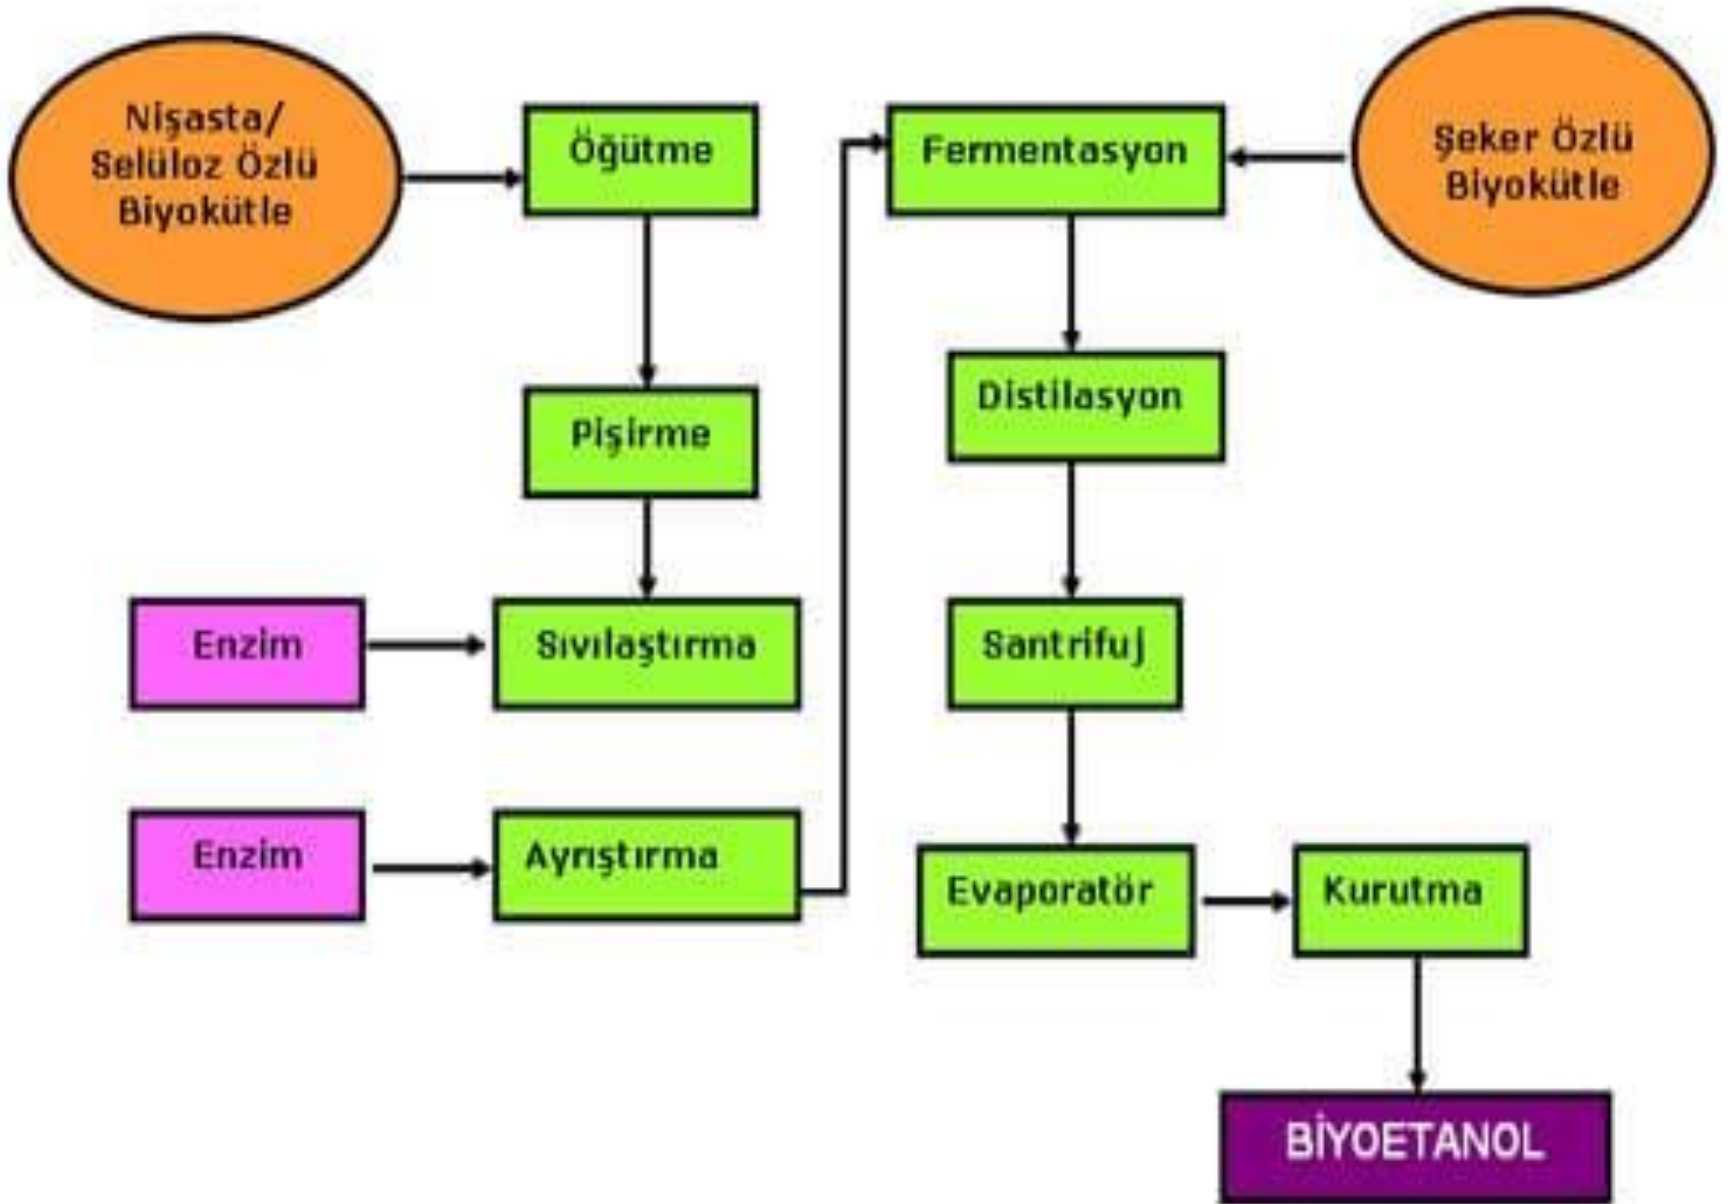 Nişasta/
Selüloz Özlü
Biyokütle
Öğütme
Pişirme
Enzim
Sıvılaştırma
Enzim
Ayrıştırma
Fermentasyon
Şeker Özlü
Biyokütle
Distilasyon
Santrifuj
Evaporatör
Kurutma
BİYOETANOL